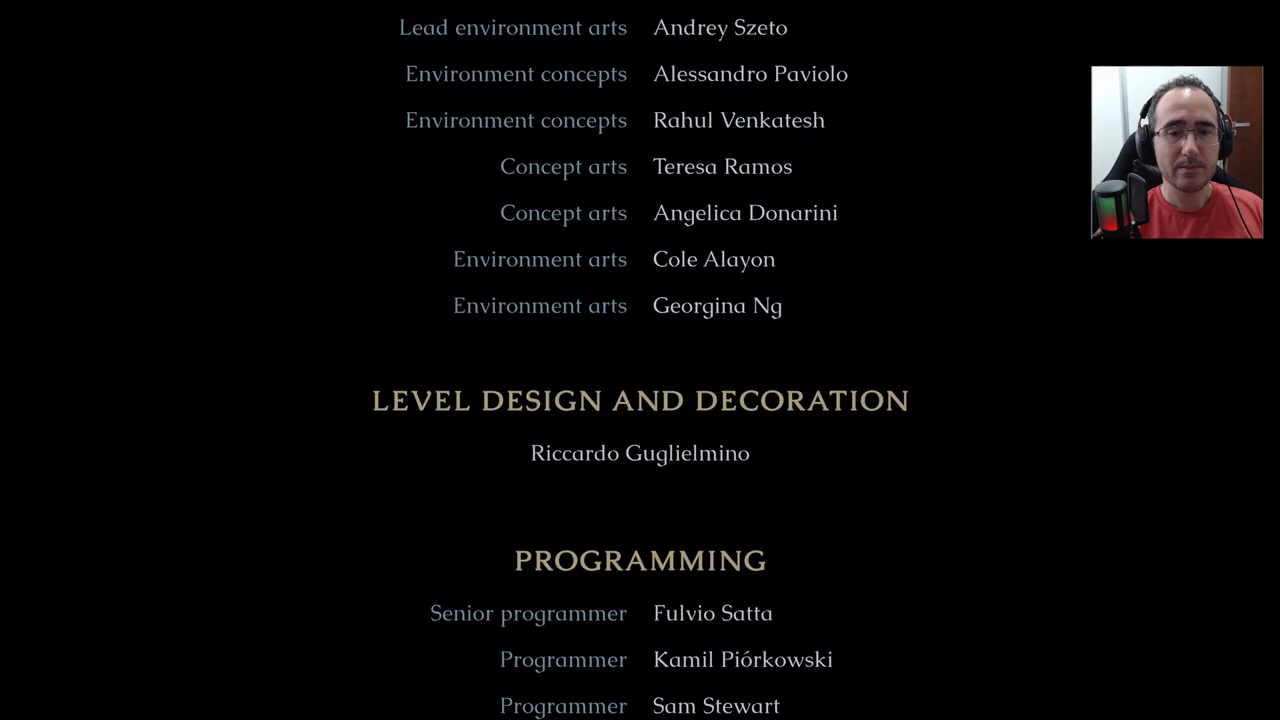 Lead environment arts Andrey Szeto
Environment concepts Alessandro Paviolo
Environment concepts Rahul Venkatesh
Concept arts Teresa Ramos
Concept arts Angelica Donarini
Environment arts Cole Alayon
Environment arts Georgina Ng
LEVEL DESIGN AND DECORATION
Riccardo Guglielmino
PROGRAMMING
Senior programmer Fulvio Satta
Programmer Kamil Piórkowski
Programmer Sam Stewart